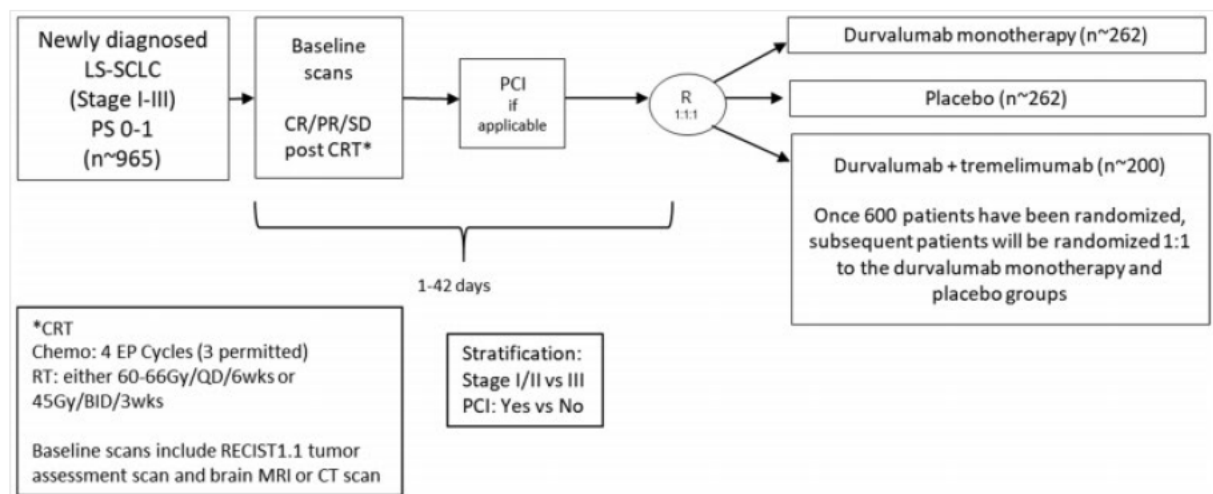 Newly diagnosed
LS-SCLC
(Stage I-III)
PS 0-1
(n~965)
Baseline
scans
CR/PR/SD
post CRT*
PCI
if
applicable
R
1:1:1
Durvalumab monotherapy (n~262)
Placebo (n~262)
Durvalumab + tremelimumab (n~200)
Once 600 patients have been randomized,
subsequent patients will be randomized 1:1
to the durvalumab monotherapy and
placebo groups
1-42 days
*CRT
Chemo: 4 EP Cycles (3 permitted)
RT: either 60-66Gy/QD/6wks or
45Gy/BID/3wks
Baseline scans include RECIST1.1 tumor
assessment scan and brain MRI or CT scan
Stratification:
Stage I/II vs III
PCI: Yes vs No